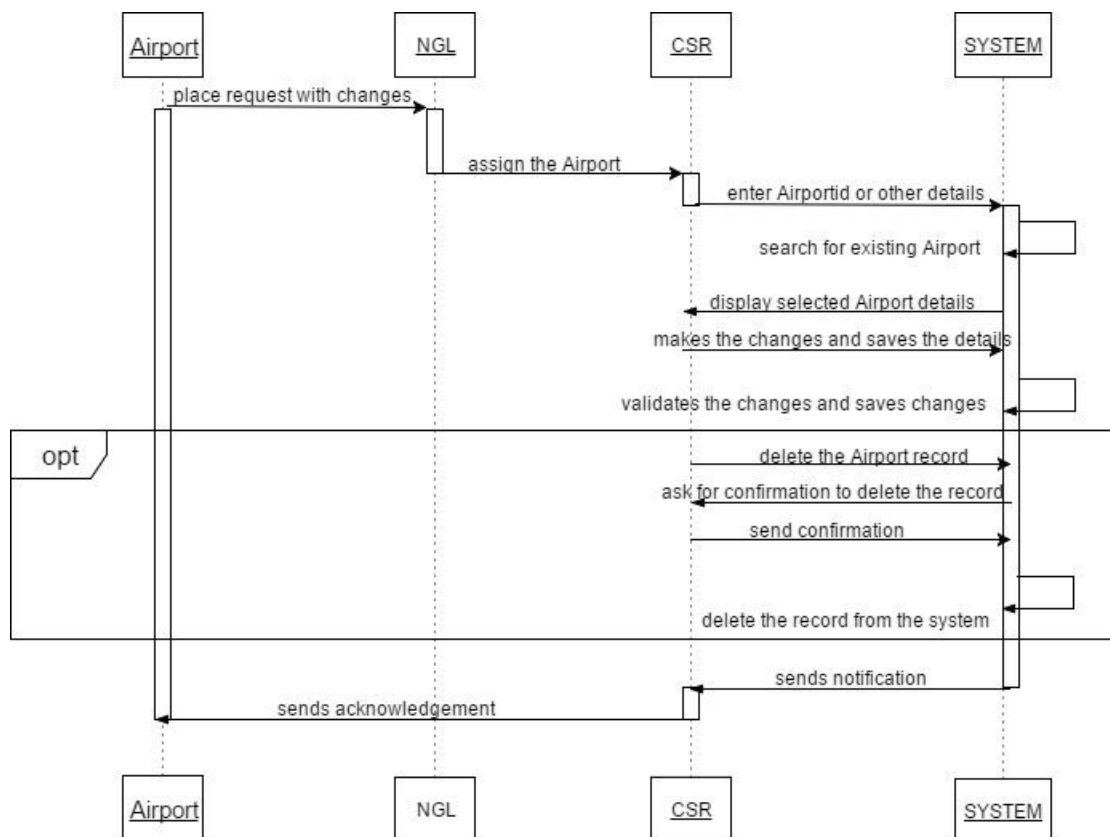 Airport
NGL
CSR
SYSTEM
place request with changes
assign the Airport
enter Airportid or other details
search for existing Airport
display selected Airport details
makes the changes and saves the details
validates the changes and saves changes
opt
delete the Airport record
ask for confirmation to delete the record
send confirmation
delete the record from the system
sends notification
sends acknowledgement
Airport
NGL
CSR
SYSTEM